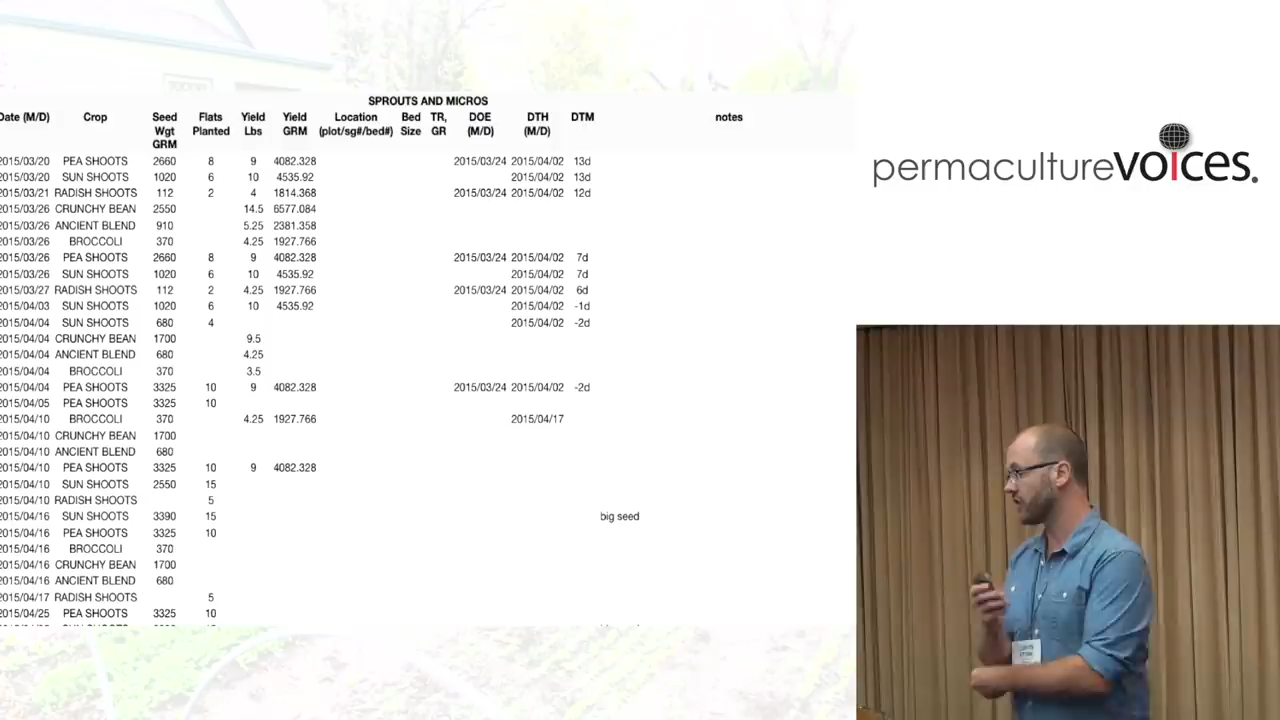 SPROUTS AND MICROS
Date (M/D) Crop Seed Wgt GRM Flats Planted Yield Lbs Yield GRM Location (plot/sg#/bed#) Bed Size TR, GR DOE (M/D) DTH (M/D) DTM notes
2015/03/20 PEA SHOOTS 2660 8 9 4082.328 2015/03/24 2015/04/02 13d
2015/03/20 SUN SHOOTS 1020 6 10 4535.92 2015/04/02 13d
2015/03/21 RADISH SHOOTS 112 2 4 1814.368 2015/03/24 2015/04/02 12d
2015/03/26 CRUNCHY BEAN 2550 14.5 6577.084
2015/03/26 ANCIENT BLEND 910 5.25 2381.358
2015/03/26 BROCCOLI 370 4.25 1927.766
2015/03/26 PEA SHOOTS 2660 8 9 4082.328 2015/03/24 2015/04/02 7d
2015/03/26 SUN SHOOTS 1020 6 10 4535.92 2015/04/02 7d
2015/03/27 RADISH SHOOTS 112 2 4.25 1927.766 2015/03/24 2015/04/02 6d
2015/04/03 SUN SHOOTS 1020 6 10 4535.92 2015/04/02 -1d
2015/04/04 SUN SHOOTS 680 4 2015/04/02 -2d
2015/04/04 CRUNCHY BEAN 1700 9.5
2015/04/04 ANCIENT BLEND 680 4.25
2015/04/04 BROCCOLI 370 3.5
2015/04/04 PEA SHOOTS 3325 10 9 4082.328 2015/03/24 2015/04/02 -2d
2015/04/05 PEA SHOOTS 3325 10
2015/04/10 BROCCOLI 370 4.25 1927.766 2015/04/17
2015/04/10 CRUNCHY BEAN 1700
2015/04/10 ANCIENT BLEND 680
2015/04/10 PEA SHOOTS 3325 10 9 4082.328
2015/04/10 SUN SHOOTS 2550 15
2015/04/10 RADISH SHOOTS 5
2015/04/16 SUN SHOOTS 3390 15 big seed
2015/04/16 PEA SHOOTS 3325 10
2015/04/16 BROCCOLI 370
2015/04/16 CRUNCHY BEAN 1700
2015/04/16 ANCIENT BLEND 680
2015/04/17 RADISH SHOOTS 5
2015/04/25 PEA SHOOTS 3325 10
permaculturevoices.